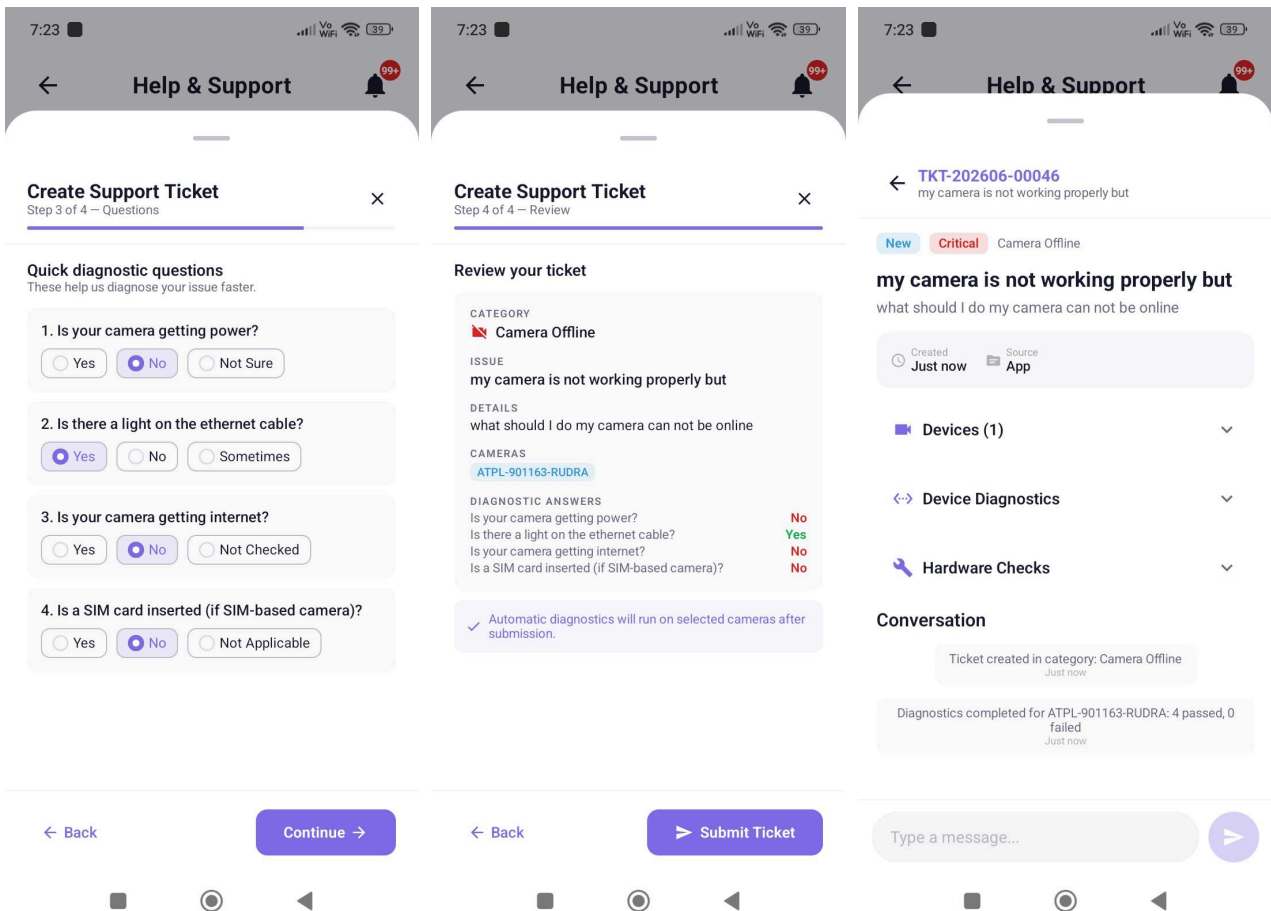 7:23
Vo
WiFi
39
Help & Support
99+
Create Support Ticket
Step 3 of 4 — Questions
Quick diagnostic questions
These help us diagnose your issue faster.
1. Is your camera getting power?
Yes No Not Sure
2. Is there a light on the ethernet cable?
Yes No Sometimes
3. Is your camera getting internet?
Yes No Not Checked
4. Is a SIM card inserted (if SIM-based camera)?
Yes No Not Applicable
← Back Continue →
7:23
Vo
WiFi
39
Help & Support
99+
Create Support Ticket
Step 4 of 4 — Review
Review your ticket
CATEGORY
Camera Offline
ISSUE
my camera is not working properly but
DETAILS
what should I do my camera can not be online
CAMERAS
ATPL-901163-RUDRA
DIAGNOSTIC ANSWERS
Is your camera getting power? No
Is there a light on the ethernet cable? Yes
Is your camera getting internet? No
Is a SIM card inserted (if SIM-based camera)? No
Automatic diagnostics will run on selected cameras after
submission.
← Back Submit Ticket
7:23
Vo
WiFi
39
Help & Support
99+
TKT-202606-00046
my camera is not working properly but
New Critical Camera Offline
my camera is not working properly but
what should I do my camera can not be online
Created Source
Just now App
Devices (1)
Device Diagnostics
Hardware Checks
Conversation
Ticket created in category: Camera Offline
Just now
Diagnostics completed for ATPL-901163-RUDRA: 4 passed, 0
failed
Just now
Type a message...